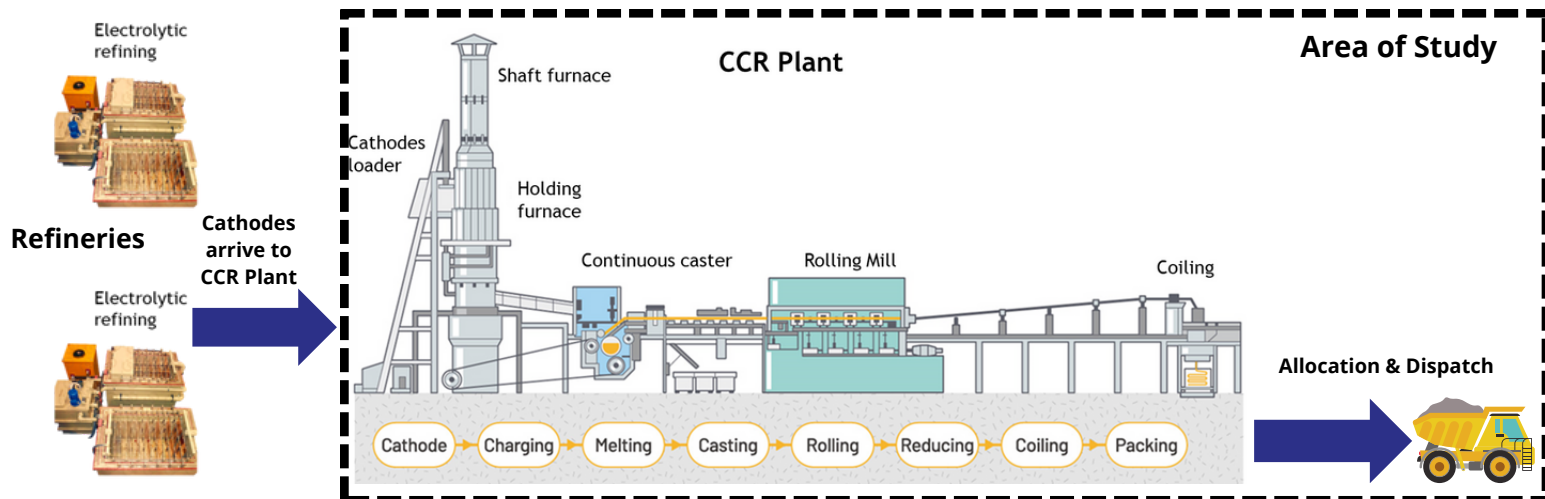 Electrolytic
refining
Refineries
Electrolytic
refining
Cathodes
arrive to
CCR Plant
Area of Study
CCR Plant
Shaft furnace
Cathodes
loader
Holding
furnace
Continuous caster
Rolling Mill
Coiling
Allocation & Dispatch
Cathode
Charging
Melting
Casting
Rolling
Reducing
Coiling
Packing